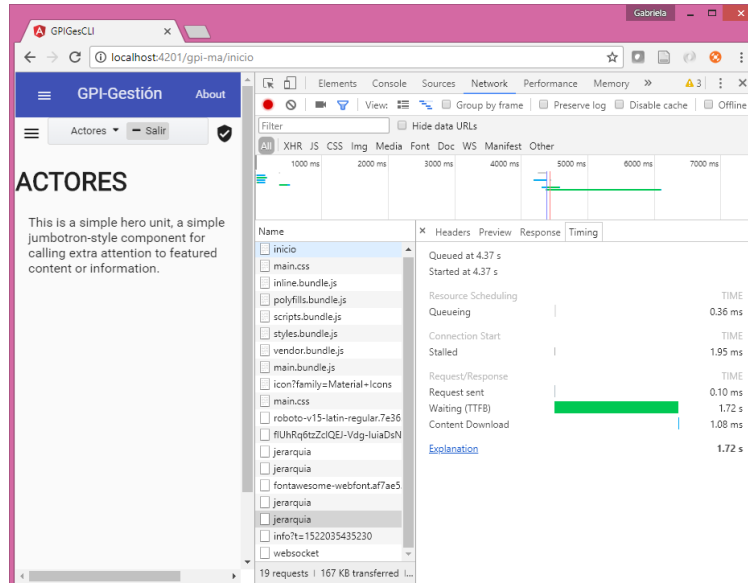 Gabriela
GPIGesCLI
localhost:4201/gpi-ma/inicio
GPI-Gestión About
Actores Salir
ACTORES
This is a simple hero unit, a simple
jumbotron-style component for
calling extra attention to featured
content or information.
Elements Console Sources Network Performance Memory » 3
View: Group by frame Preserve log Disable cache Offline
Filter Hide data URLs
All XHR JS CSS Img Media Font Doc WS Manifest Other
1000 ms 2000 ms 3000 ms 4000 ms 5000 ms 6000 ms 7000 ms
Name
inicio
main.css
inline.bundle.js
polyfills.bundle.js
scripts.bundle.js
styles.bundle.js
vendor.bundle.js
main.bundle.js
icon?family=Material+Icons
main.css
roboto-v15-latin-regular.7e36
jerarquia
jerarquia
fontawesome-webfont.af7ae5
jerarquia
jerarquia
info?t=1522035435230
websocket
19 requests | 167 KB transferred | ...
× Headers Preview Response Timing
Queued at 4.37 s
Started at 4.37 s
Resource Scheduling TIME
Queueing 0.36 ms
Connection Start TIME
Stalled 1.95 ms
Request/Response TIME
Request sent 0.10 ms
Waiting (TTFB) 1.72 s
Content Download 1.08 ms
Explanation 1.72 s